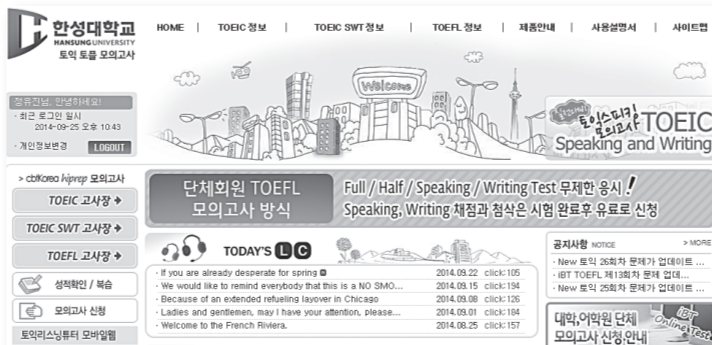 한성대학교
HANSUNG UNIVERSITY
토익 토플 모의고사
HOME | TOEIC 정보 | TOEIC SWT 정보 | TOEFL 정보 | 제품안내 | 사용설명서 | 사이트맵
정유진님, 안녕하세요!
· 최근 로그인 일시
2014-09-25 오후 10:43
· 개인정보변경 LOGOUT
Welcome
토익스피킹 모의고사 TOEIC
Speaking and Writing
> cbtKorea hiprep 모의고사
TOEIC 고사장
TOEIC SWT 고사장
TOEFL 고사장
성적확인 / 복습
모의고사 신청
토익리스닝튜터 모바일웹
단체회원 TOEFL
모의고사 방식
Full / Half / Speaking / Writing Test 무제한 응시 !
Speaking, Writing 채점과 첨삭은 시험 완료후 유료로 신청
TODAY'S L C
· If you are already desperate for spring 2014.09.22 click:105
· We would like to remind everybody that this is a NO SMO... 2014.09.15 click:194
· Because of an extended refueling layover in Chicago 2014.09.08 click:126
· Ladies and gentlemen, may I have your attention, please... 2014.09.01 click:184
· Welcome to the French Riviera. 2014.08.25 click:157
공지사항 NOTICE > MORE
· New 토익 26회차 문제가 업데이트 ...
· iBT TOEFL 제13회차 문제 업데...
· New 토익 25회차 문제가 업데이트 ...
대학,어학원 단체
모의고사 신청,안내
iBT
Online Test